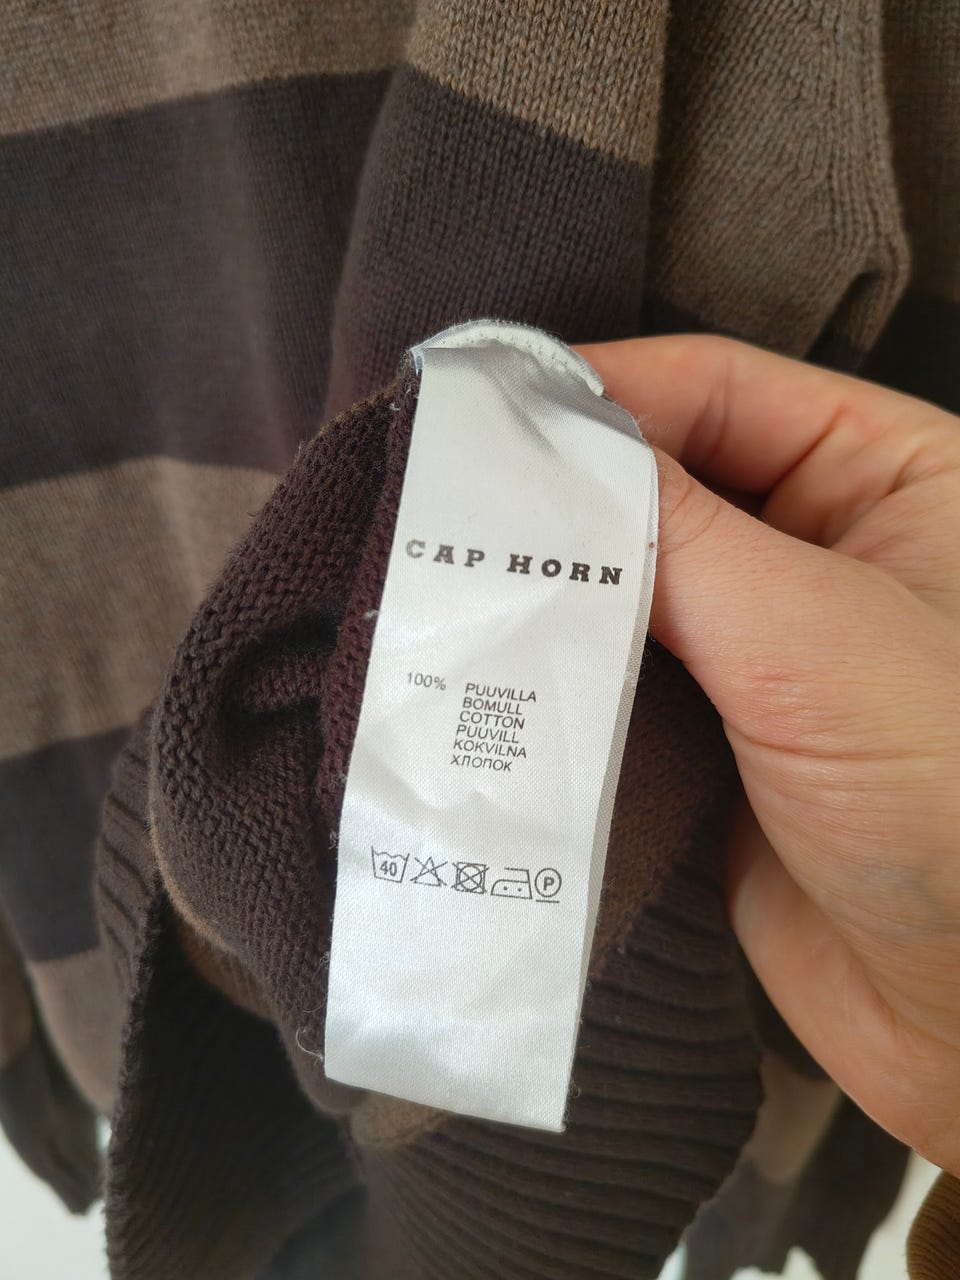 CAP HORN
100% PUUVILLA
BOMULL
COTTON
PUUVILL
KOKVILNA
ХЛОПОК
40 P